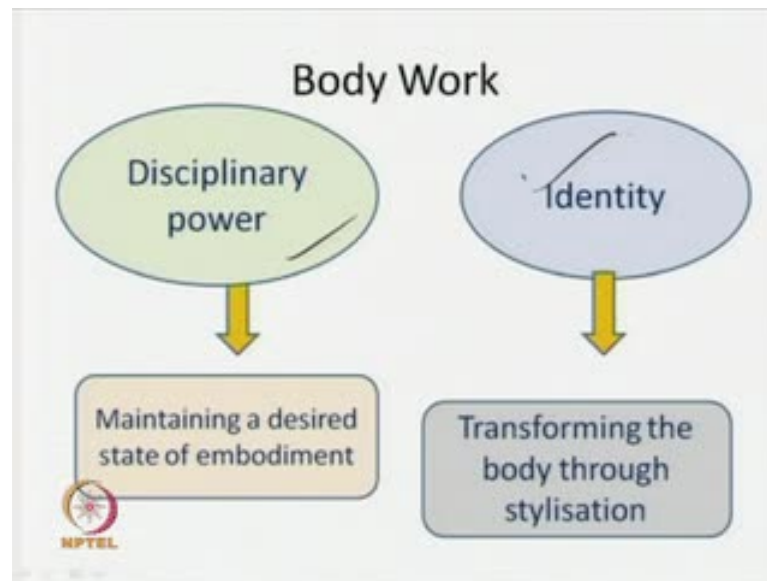 Body Work
Disciplinary
power
Identity
Maintaining a desired
state of embodiment
Transforming the
body through
stylisation
NPTEL